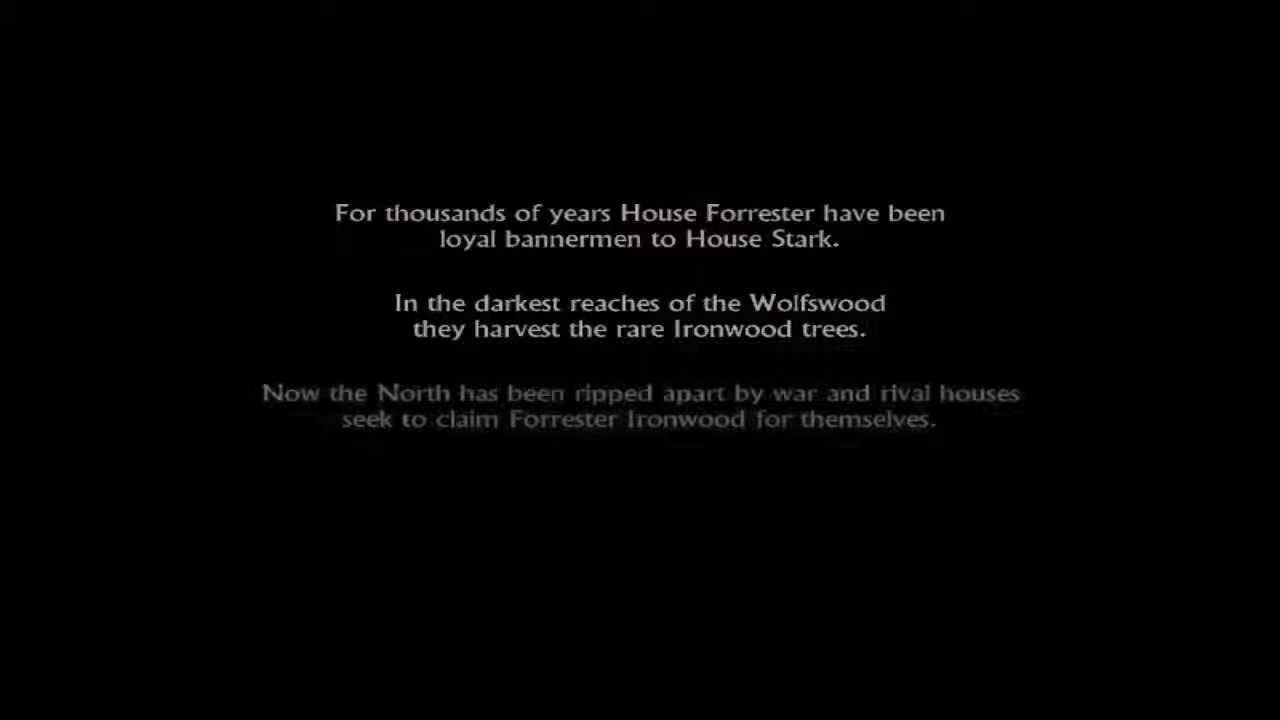 For thousands of years House Forrester have been
loyal bannermen to House Stark.
In the darkest reaches of the Wolfswood
they harvest the rare Ironwood trees.
Now the North has been ripped apart by war and rival houses
seek to claim Forrester Ironwood for themselves.